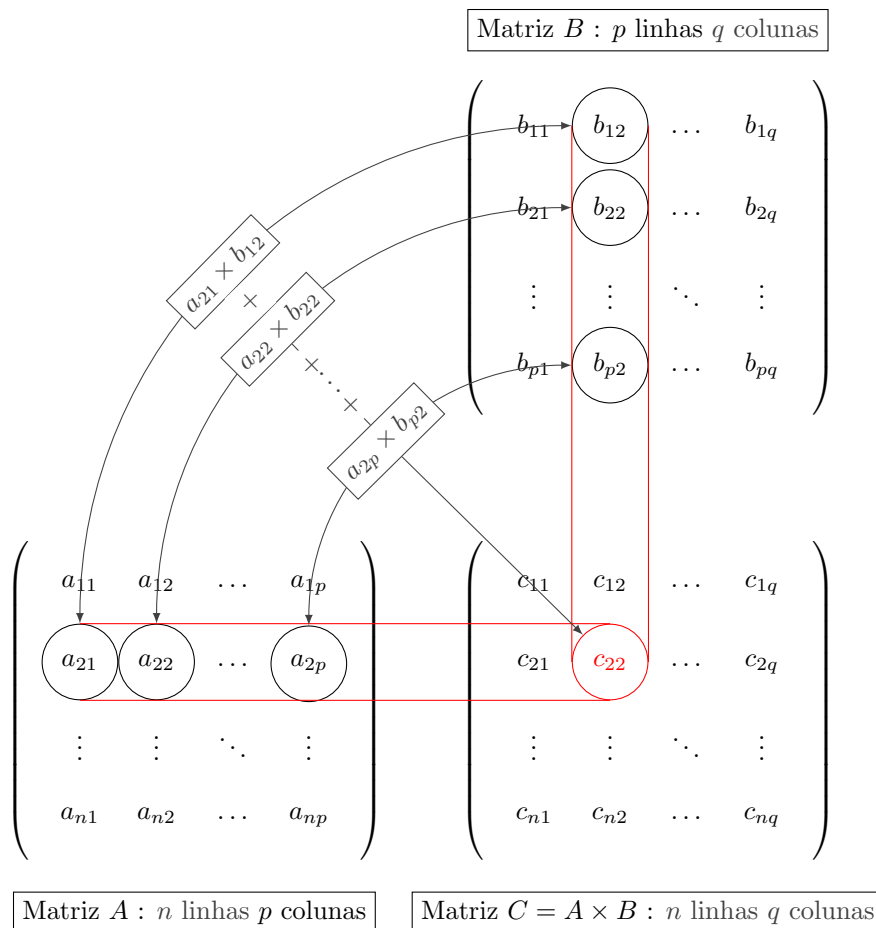 Matriz B : p linhas q colunas
b₁₁ b₁₂ … b₁q
b₂₁ b₂₂ … b₂q
⋮ ⋮ ⋱ ⋮
bₚ₁ bₚ₂ … bₚq
a₂₁ × b₁₂
+
a₂₂ × b₂₂
+ ⋯ +
a₂ₚ × bₚ₂
a₁₁ a₁₂ … a₁ₚ
a₂₁ a₂₂ … a₂ₚ
⋮ ⋮ ⋱ ⋮
aₙ₁ aₙ₂ … aₙₚ
c₁₁ c₁₂ … c₁q
c₂₁ c₂₂ … c₂q
⋮ ⋮ ⋱ ⋮
cₙ₁ cₙ₂ … cₙq
Matriz A : n linhas p colunas
Matriz C = A × B : n linhas q colunas